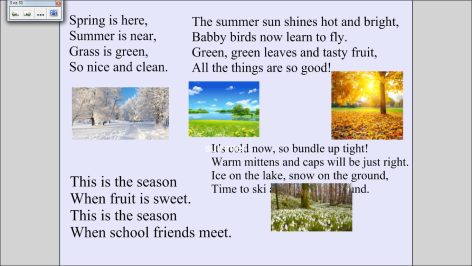 Spring is here,
Summer is near,
Grass is green,
So nice and clean.
The summer sun shines hot and bright,
Babby birds now learn to fly.
Green, green leaves and tasty fruit,
All the things are so good!
It's cold now, so bundle up tight!
Warm mittens and caps will be just right.
Ice on the lake, snow on the ground,
Time to ski
This is the season
When fruit is sweet.
This is the season
When school friends meet.